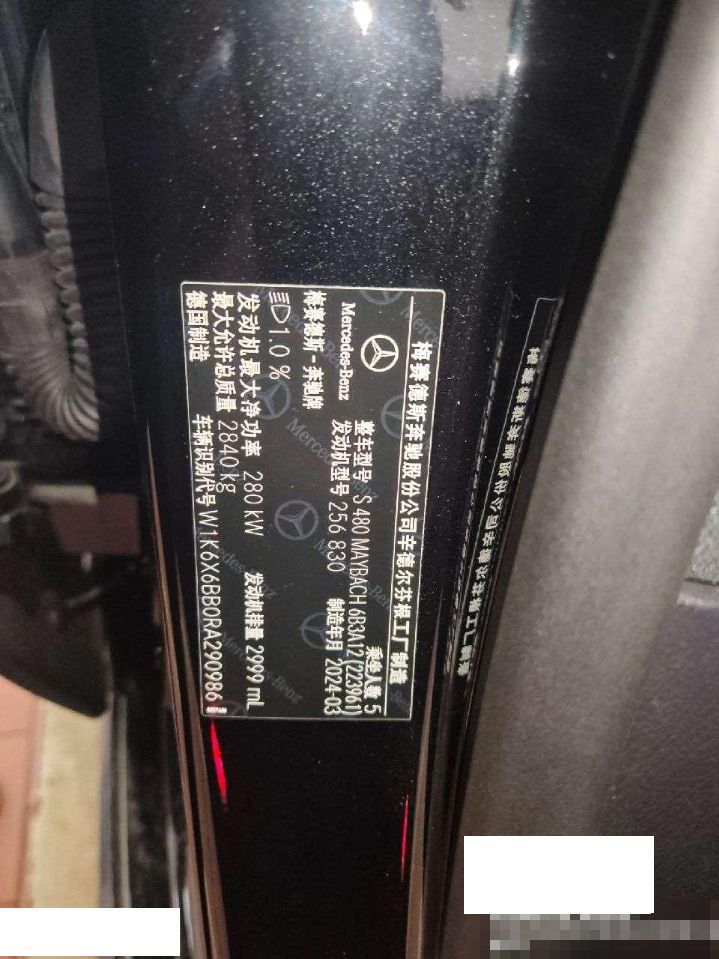 梅赛德斯奔驰股份公司辛德尔芬根工厂制造
Mercedes-Benz
梅赛德斯-奔驰牌
乘坐人数 5
整车型号 S 480 MAYBACH 6B3A12 (223961)
发动机型号 256 830
制造年月 2024-03
1.0 %
发动机最大净功率 280 kW
发动机排量 2999 mL
最大允许总质量 2840 kg
德国制造
车辆识别代号 W1K6X6BB0RA290986